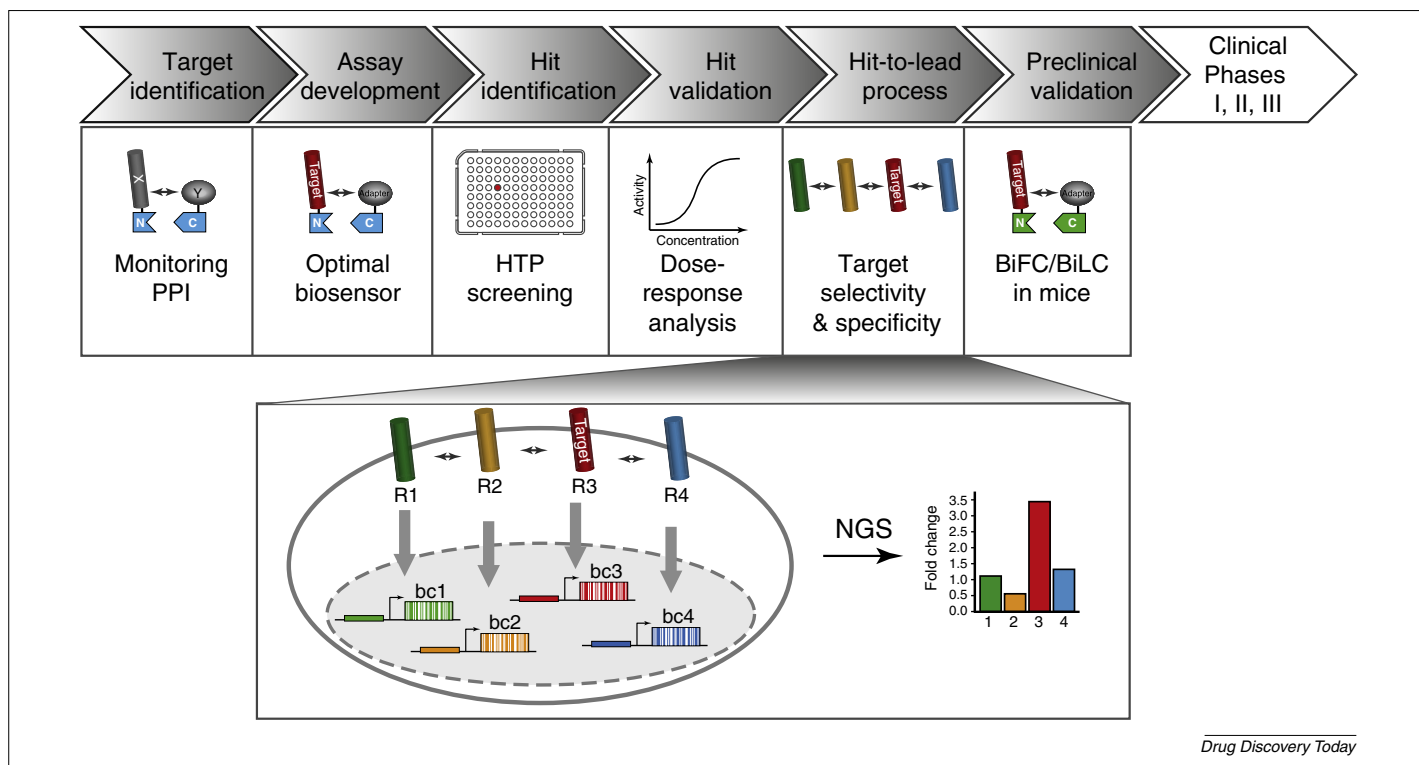 Target
identification
Assay
development
Hit
identification
Hit
validation
Hit-to-lead
process
Preclinical
validation
Clinical
Phases
I, II, III
X
Y
N
C
Monitoring
PPI
Target
Adapter
N
C
Optimal
biosensor
HTP
screening
Activity
Concentration
Dose-
response
analysis
Target
Target
selectivity
& specificity
Target
Adapter
N
C
BiFC/BiLC
in mice
Target
R1
R2
R3
R4
bc1
bc2
bc3
bc4
NGS
Fold change
3.5
3.0
2.5
2.0
1.5
1.0
0.5
0.0
1 2 3 4
Drug Discovery Today